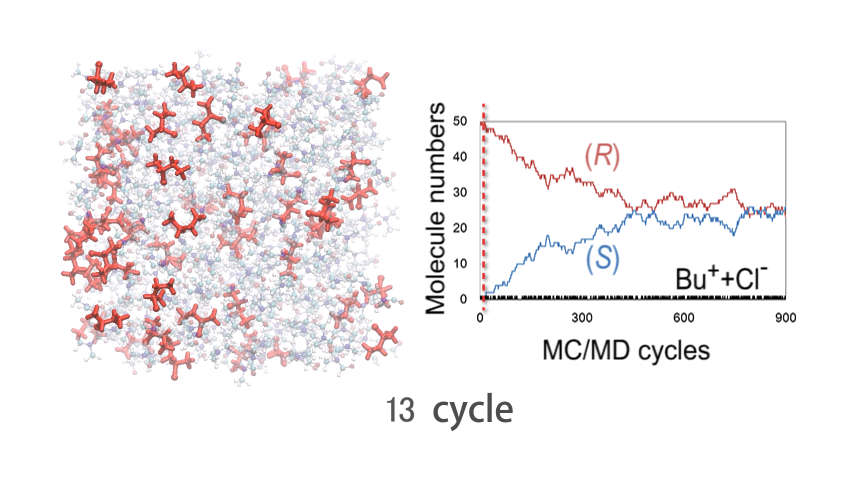 Molecule numbers
50
40
30
20
10
0
(R)
(S)
Bu⁺+Cl⁻
0 300 600 900
MC/MD cycles
13 cycle